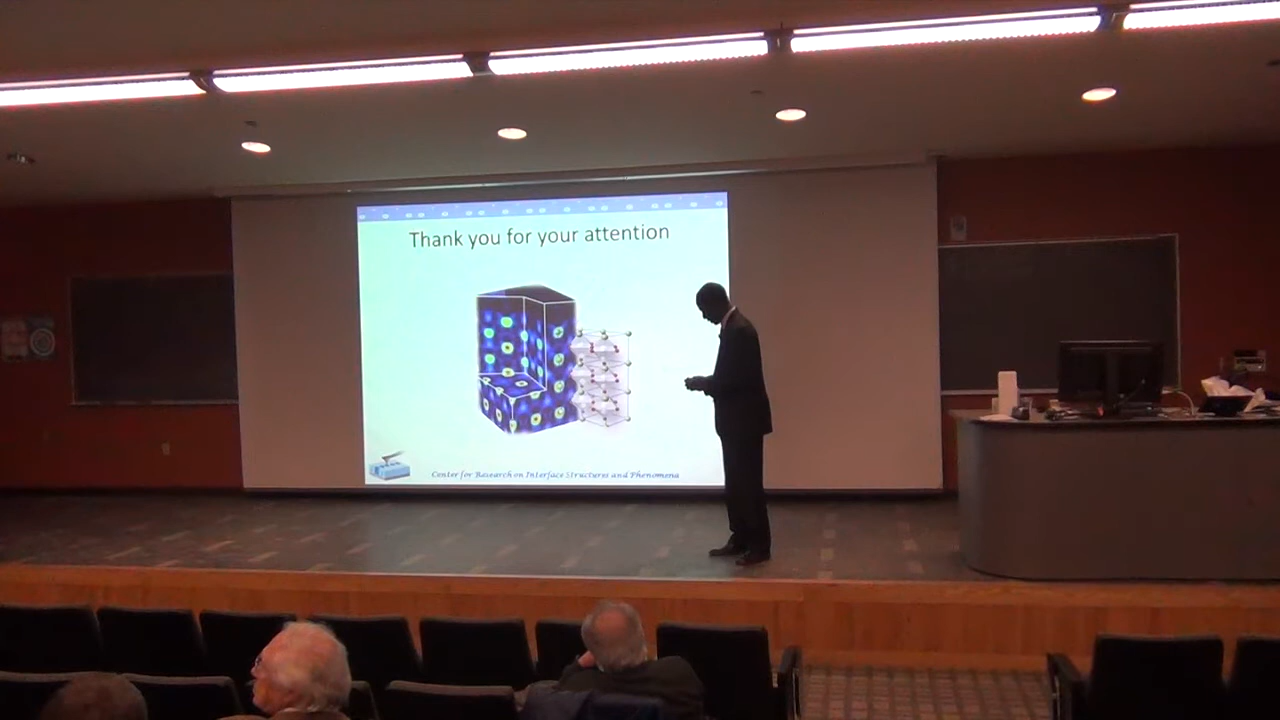 Thank you for your attention
Center for Research on Interface Structures and Phenomena